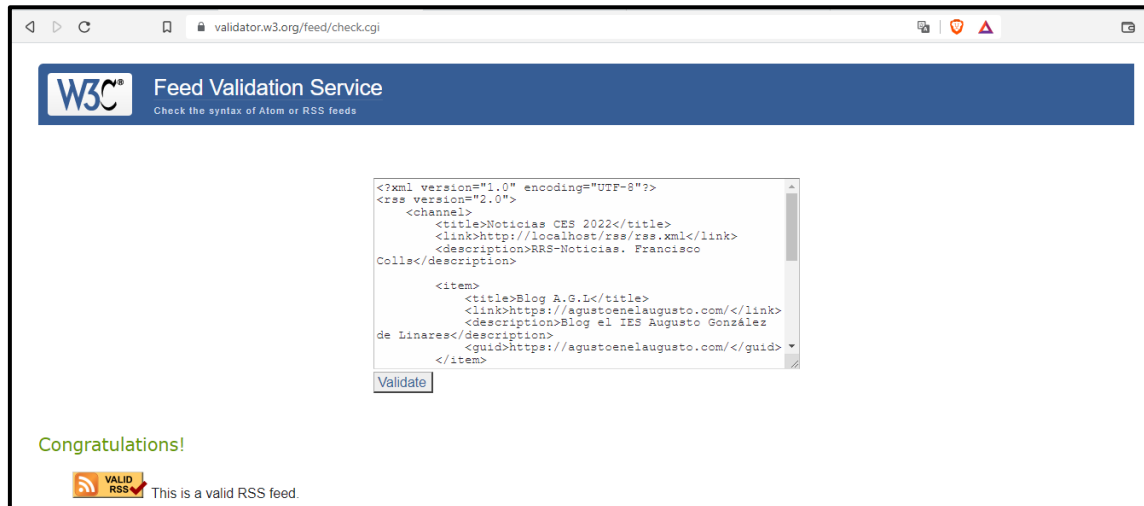 validator.w3.org/feed/check.cgi
W3C® Feed Validation Service
Check the syntax of Atom or RSS feeds
<?xml version="1.0" encoding="UTF-8"?>
<rss version="2.0">
<channel>
<title>Noticias CES 2022</title>
<link>http://localhost/rss/rss.xml</link>
<description>RRS-Noticias. Francisco
Colls</description>
<item>
<title>Blog A.G.L</title>
<link>https://agustoenelaugusto.com/</link>
<description>Blog el IES Augusto González
de Linares</description>
<guid>https://agustoenelaugusto.com/</guid>
</item>
Validate
Congratulations!
VALID
RSS
This is a valid RSS feed.